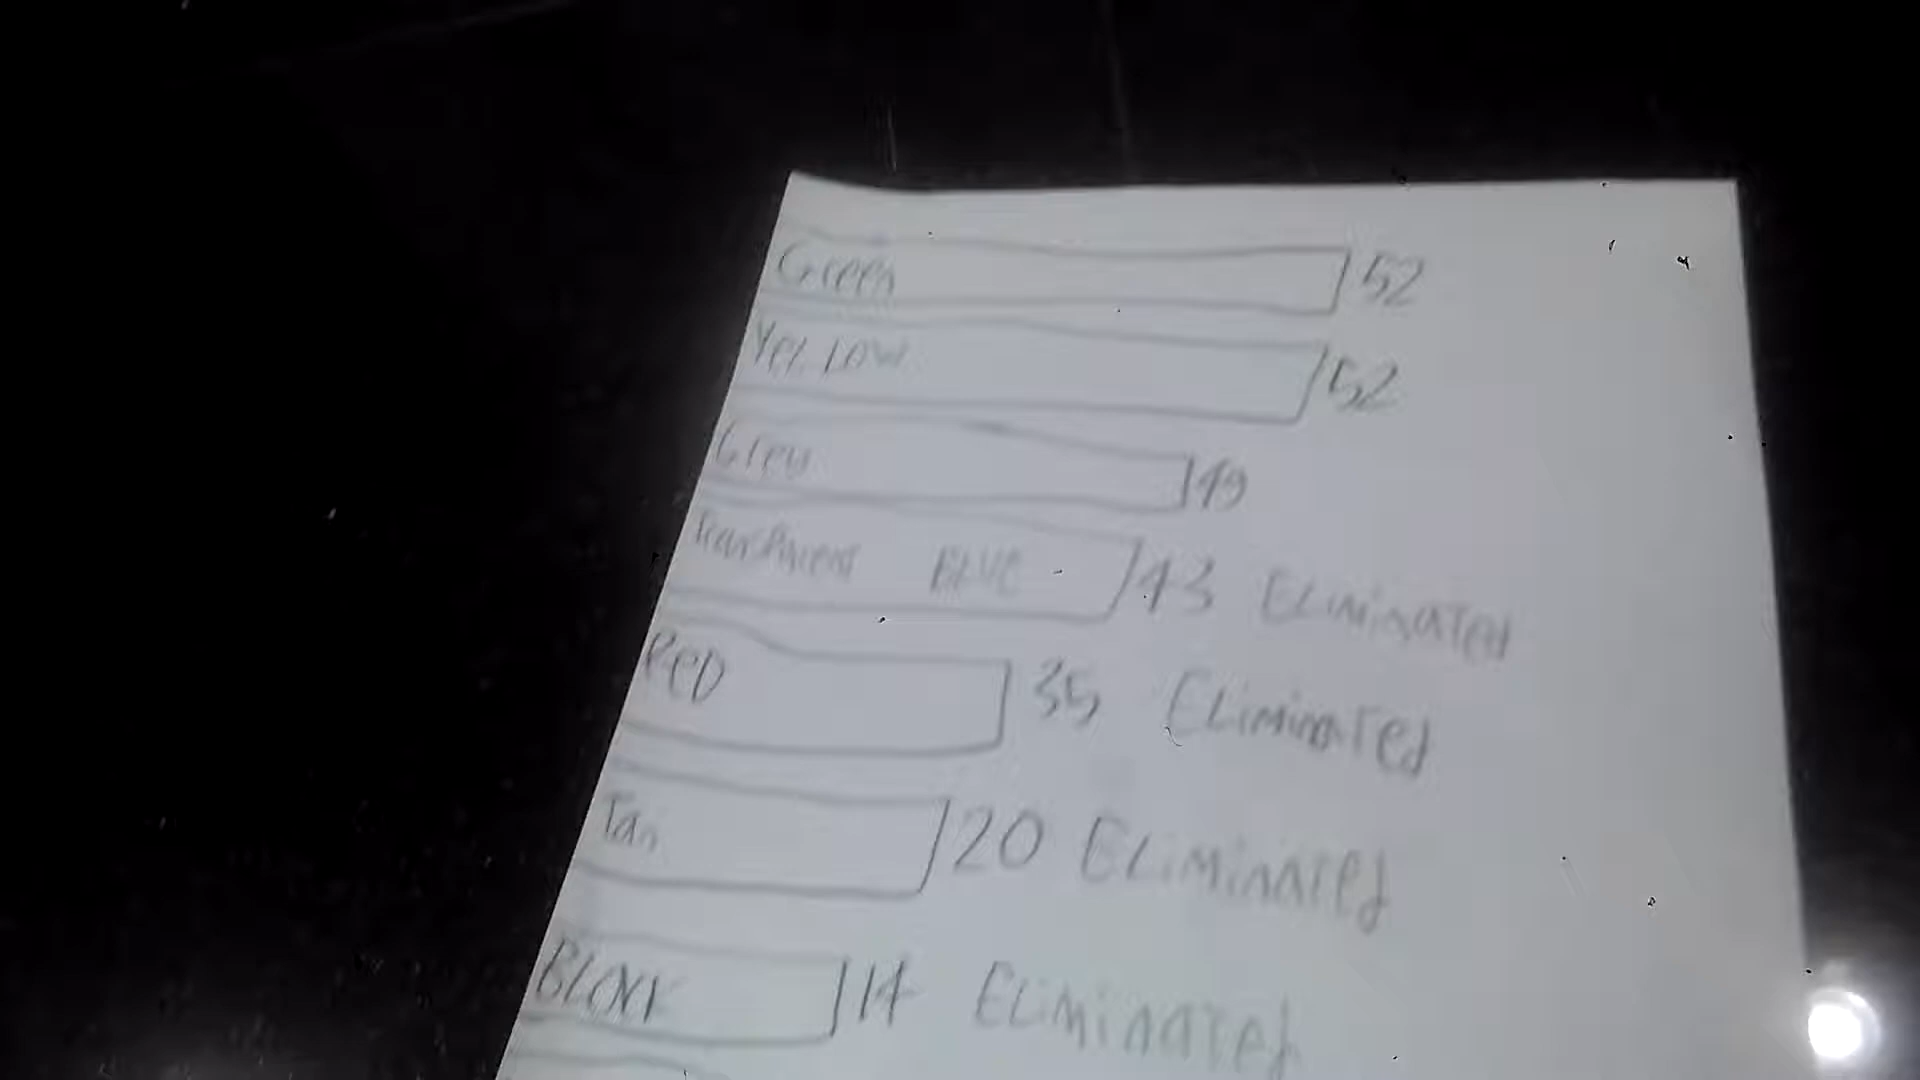 Green 52
YELLOW 52
Grey 49
TransParent BLUE 43 ELiMiNATED
RED 35 ELiMinaTed
Tan 20 ELiMinaTed
BLACK 14 ELiMinaTed